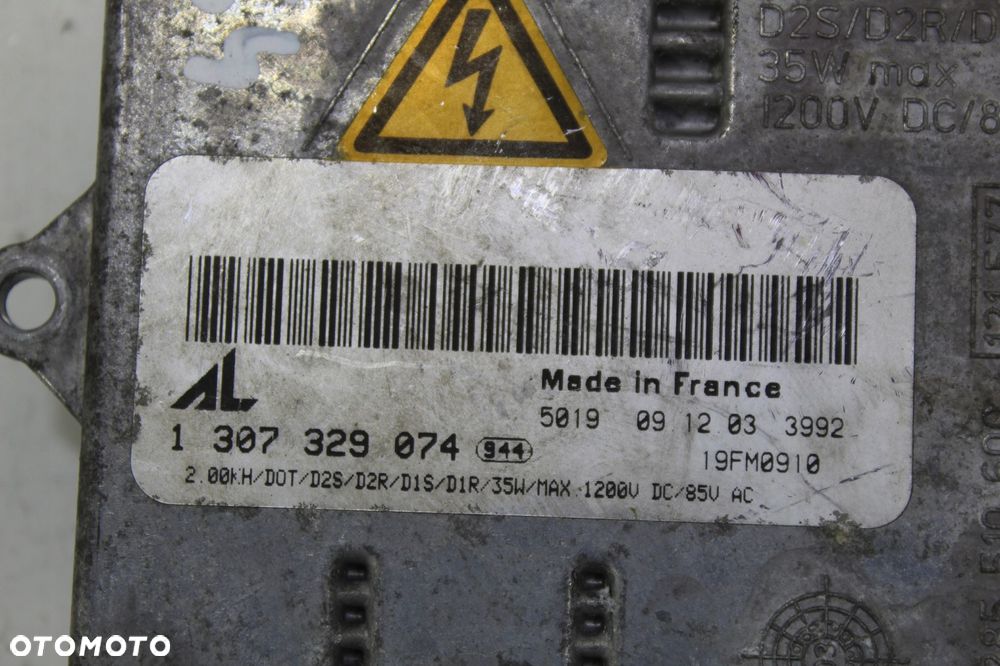 D2S/D2R/D
35W max
1200V DC/8
AL
Made in France
5019 09 12 03 3992
1 307 329 074 944
19FM0910
2.00KH/DOT/D2S/D2R/D1S/D1R/35W/MAX 1200V DC/85V AC
OTOMOTO